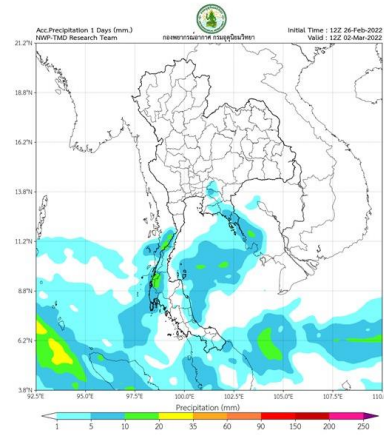 Acc.Precipitation 1 Days (mm.)
NWP-TMD Research Team
กองพยากรณ์อากาศ กรมอุตุนิยมวิทยา
Initial Time : 12Z 26-Feb-2022
Valid : 12Z 02-Mar-2022
21.2°N
18.8°N
16.2°N
13.8°N
11.2°N
8.8°N
6.2°N
3.8°N
92.5°E 95.0°E 97.5°E 100.0°E 102.5°E 105.0°E 107.5°E 110.
Precipitation (mm)
1 5 10 20 35 60 90 150 200 250